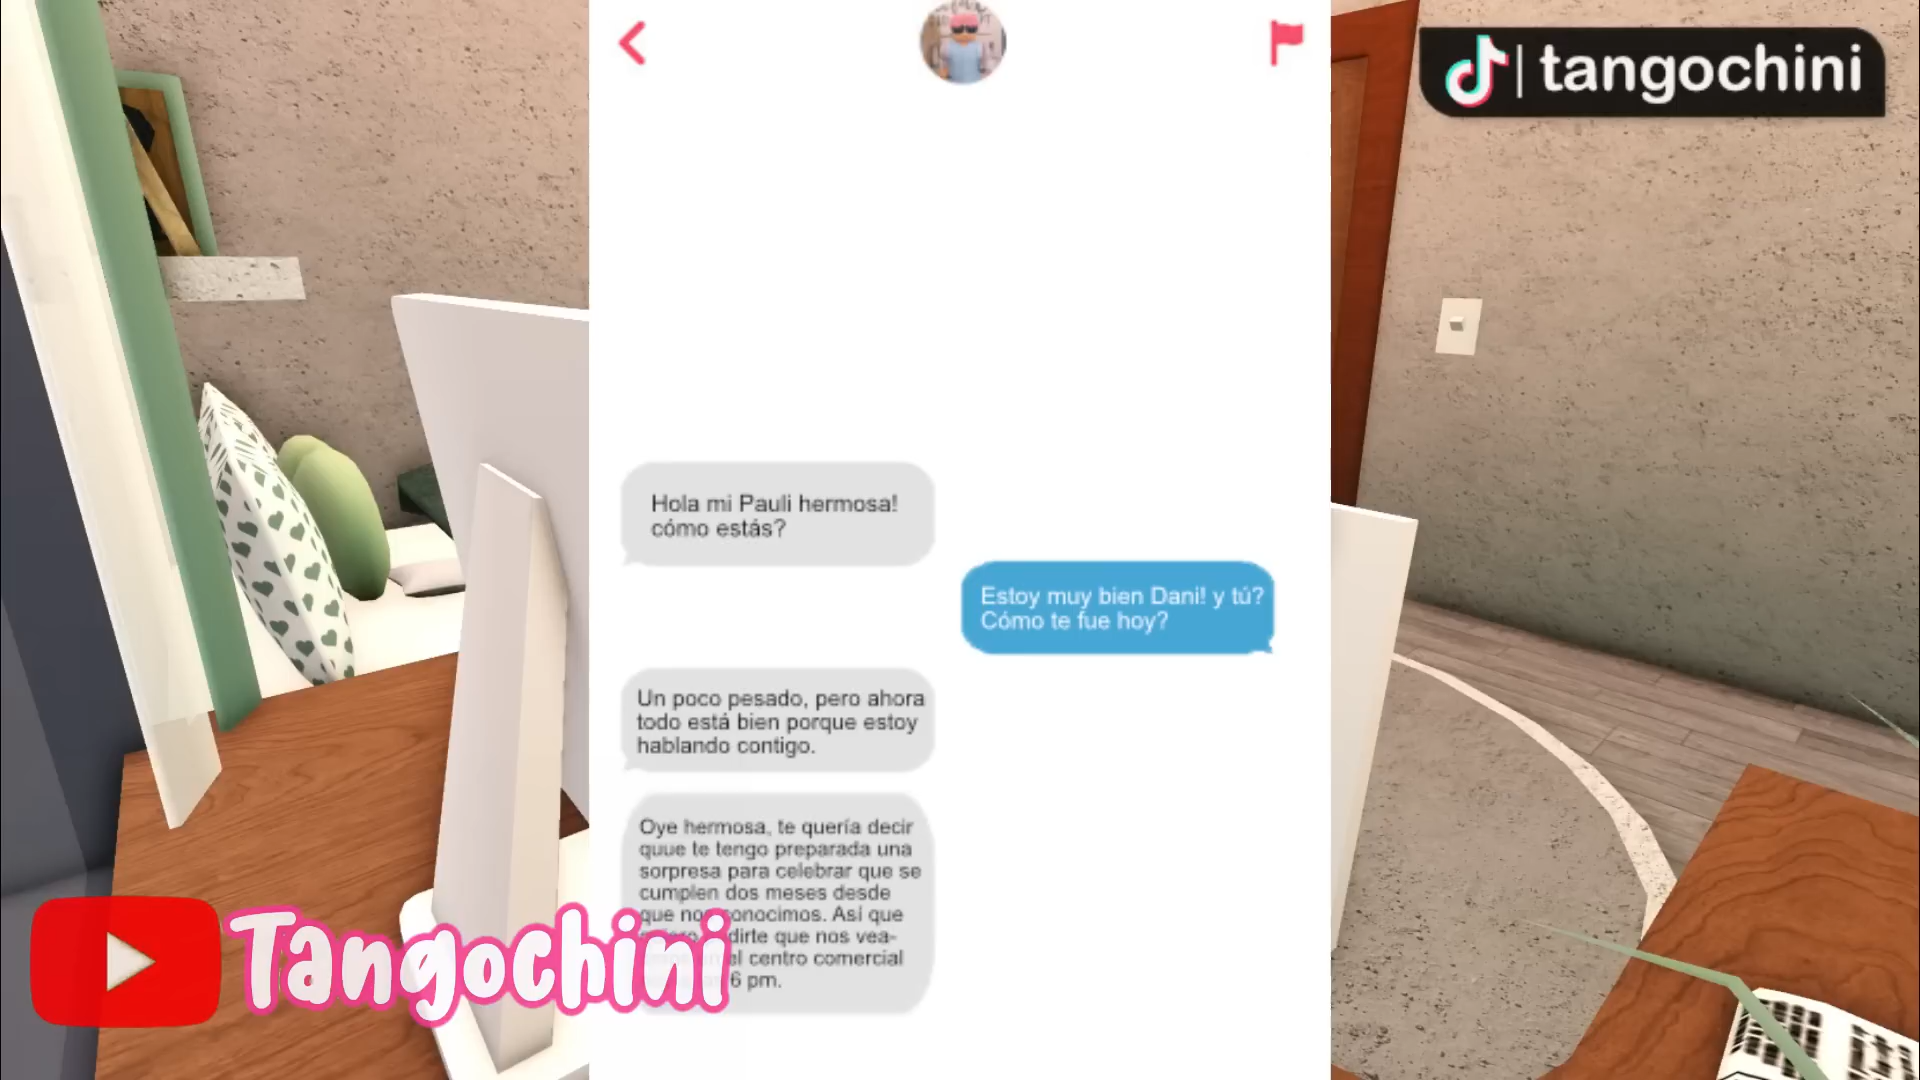 tangochini
Hola mi Pauli hermosa!
cómo estás?
Estoy muy bien Dani! y tú?
Cómo te fue hoy?
Un poco pesado, pero ahora
todo está bien porque estoy
hablando contigo.
Oye hermosa, te quería decir
quue te tengo preparada una
sorpresa para celebrar que se
cumplen dos meses desde
que nos conocimos. Así que
dirte que nos vea-
el centro comercial
6 pm.
Tangochini